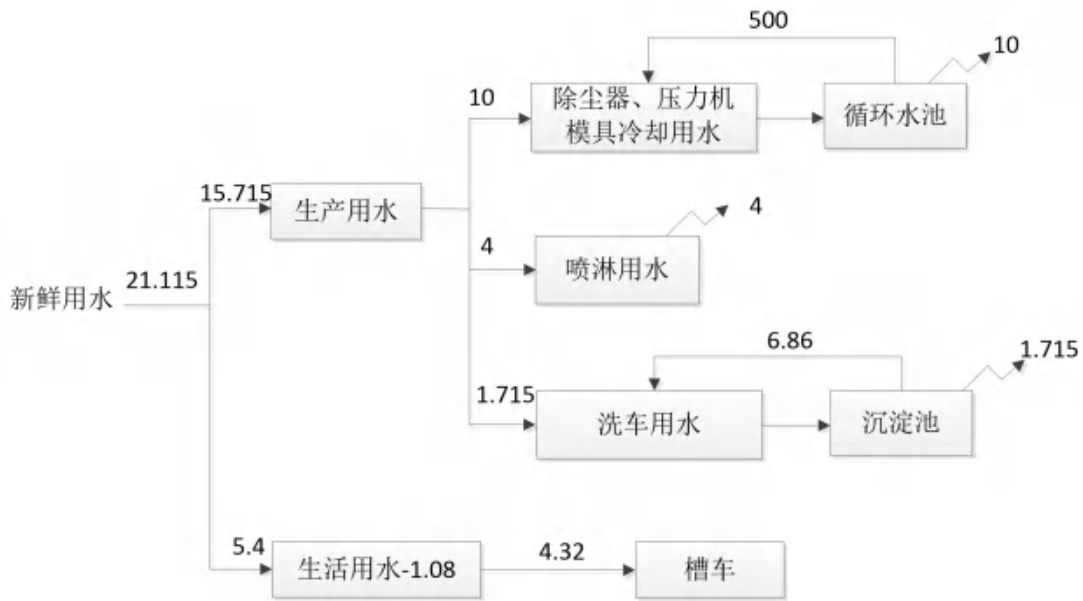 500
10
10
除尘器、压力机
模具冷却用水
循环水池
15.715
生产用水
4
4
喷淋用水
新鲜用水
21.115
6.86
1.715
1.715
洗车用水
沉淀池
5.4
生活用水-1.08
4.32
槽车